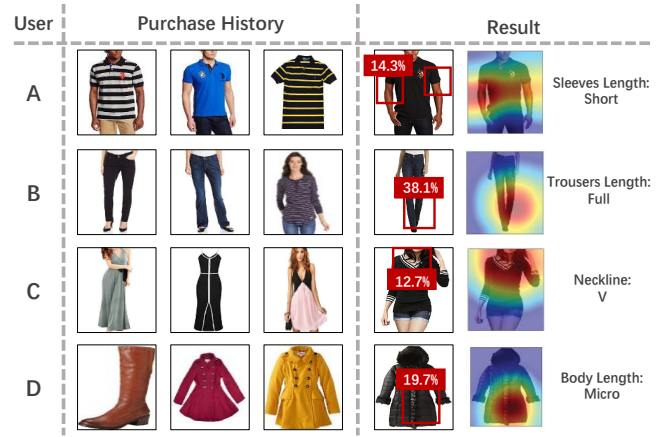 User Purchase History Result
A 14.3% Sleeves Length:
Short
B 38.1% Trousers Length:
Full
C 12.7% Neckline:
V
D 19.7% Body Length:
Micro